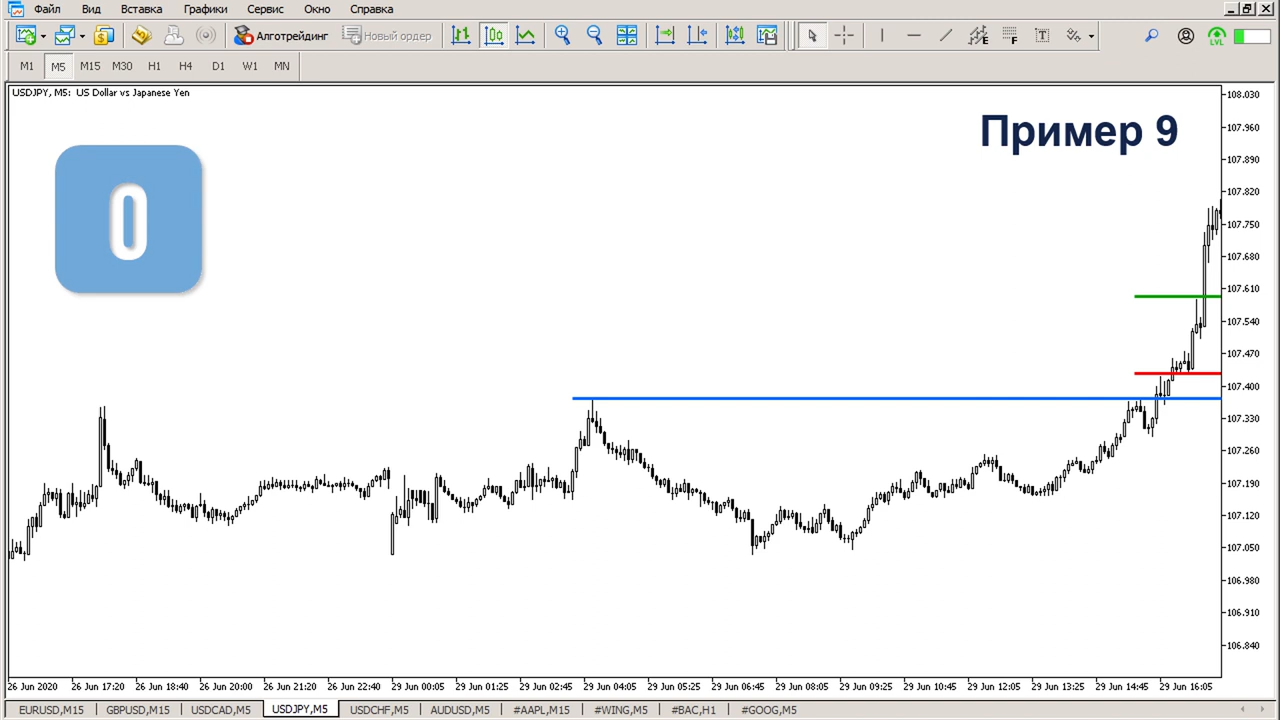 Файл Вид Вставка Графики Сервис Окно Справка
Алготрейдинг Новый ордер LVL
M1 M5 M15 M30 H1 H4 D1 W1 MN
USDJPY, M5: US Dollar vs Japanese Yen
Пример 9
0
108.030
107.960
107.890
107.820
107.750
107.680
107.610
107.540
107.470
107.400
107.330
107.260
107.190
107.120
107.050
106.980
106.910
106.840
26 Jun 2020 26 Jun 17:20 26 Jun 18:40 26 Jun 20:00 26 Jun 21:20 26 Jun 22:40 29 Jun 00:05 29 Jun 01:25 29 Jun 02:45 29 Jun 04:05 29 Jun 05:25 29 Jun 06:45 29 Jun 08:05 29 Jun 09:25 29 Jun 10:45 29 Jun 12:05 29 Jun 13:25 29 Jun 14:45 29 Jun 16:05
EURUSD,M15 GBPUSD,M15 USDCAD,M5 USDJPY,M5 USDCHF,M5 AUDUSD,M5 #AAPL,M15 #WING,M5 #BAC,H1 #GOOG,M5